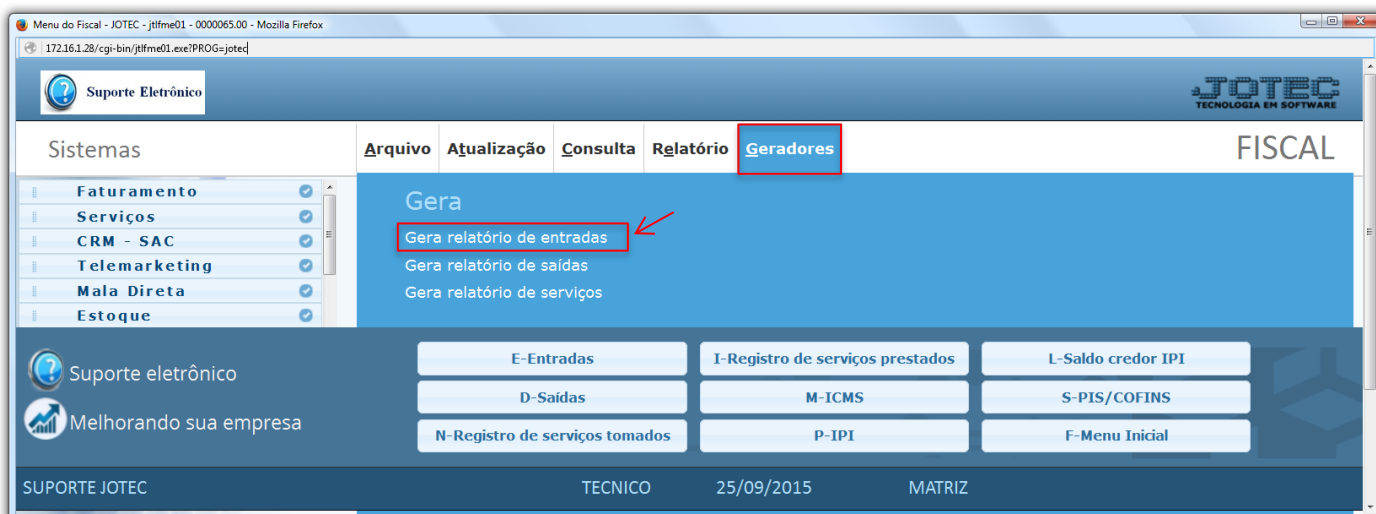 Menu do Fiscal - JOTEC - jtlfme01 - 0000065.00 - Mozilla Firefox
172.16.1.28/cgi-bin/jtlfme01.exe?PROG=jotec
Suporte Eletrônico
JOTEC
TECNOLOGIA EM SOFTWARE
Sistemas
Arquivo Atualização Consulta Relatório Geradores
FISCAL
Faturamento
Serviços
CRM - SAC
Telemarketing
Mala Direta
Estoque
Gera
Gera relatório de entradas
Gera relatório de saídas
Gera relatório de serviços
Suporte eletrônico
Melhorando sua empresa
E-Entradas I-Registro de serviços prestados L-Saldo credor IPI
D-Saídas M-ICMS S-PIS/COFINS
N-Registro de serviços tomados P-IPI F-Menu Inicial
SUPORTE JOTEC TECNICO 25/09/2015 MATRIZ